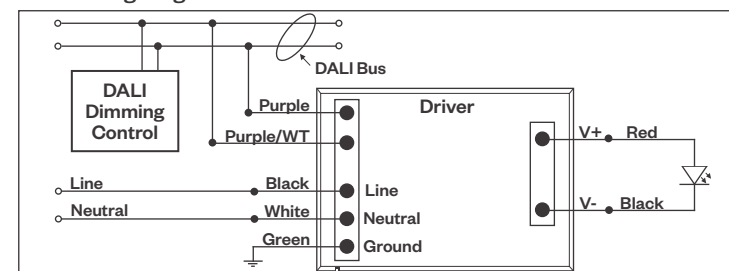 DALI Bus
DALI
Dimming
Control
Purple
Driver
Purple/WT
V+ Red
Line Black Line
Neutral White Neutral
V- Black
Green Ground